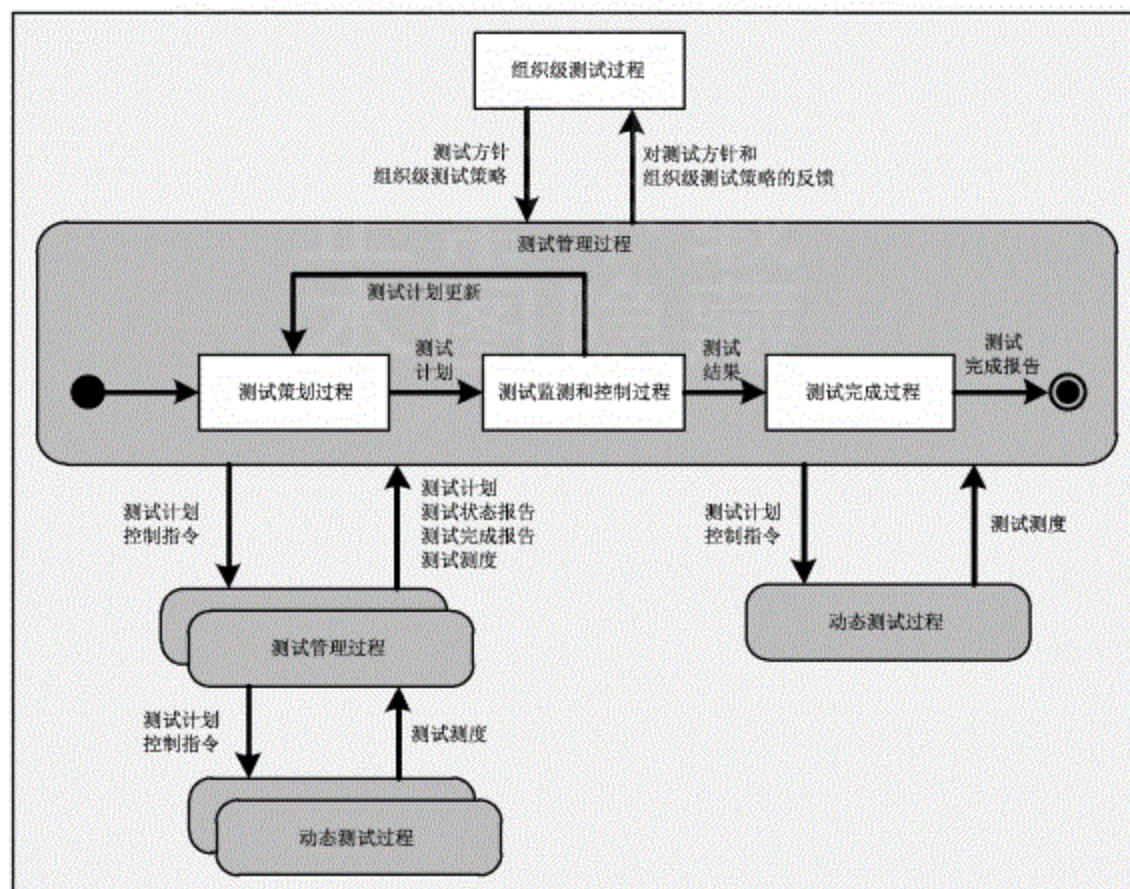 组织级测试过程
测试方针
组织级测试策略
对测试方针和
组织级测试策略的反馈
测试管理过程
测试计划更新
测试策划过程
测试
计划
测试监测和控制过程
测试
结果
测试完成过程
测试
完成报告
测试计划
控制指令
测试计划
测试状态报告
测试完成报告
测试测度
测试计划
控制指令
测试测度
测试管理过程
动态测试过程
测试计划
控制指令
测试测度
动态测试过程